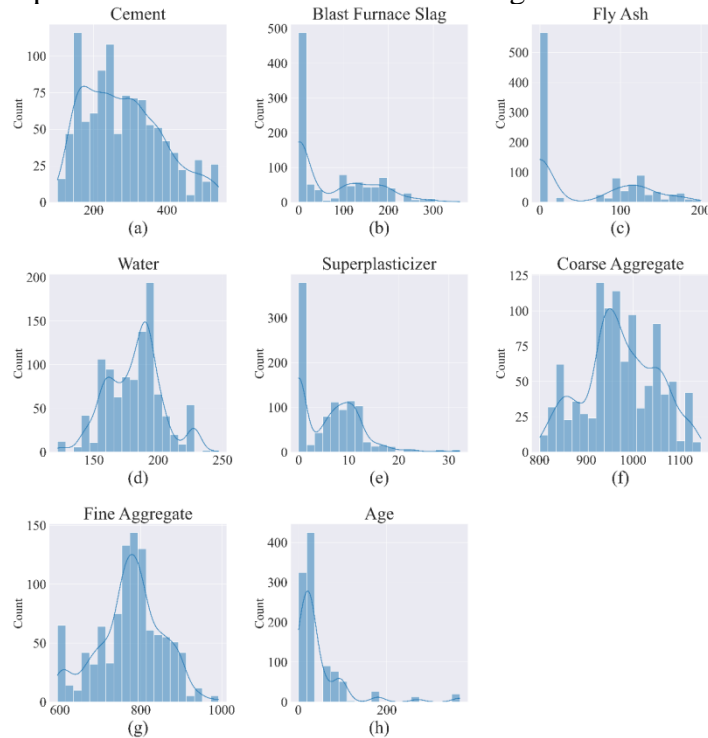 Cement
Blast Furnace Slag
Fly Ash
100
75
50
25
0
Count
200 400
(a)
500
400
300
200
100
0
Count
0 100 200 300
(b)
500
400
300
200
100
0
Count
0 100 200
(c)
Water
Superplasticizer
Coarse Aggregate
200
150
100
50
0
Count
150 200 250
(d)
300
200
100
0
Count
0 10 20 30
(e)
125
100
75
50
25
0
Count
800 900 1000 1100
(f)
Fine Aggregate
Age
150
100
50
0
Count
600 800 1000
(g)
400
300
200
100
0
Count
0 200
(h)